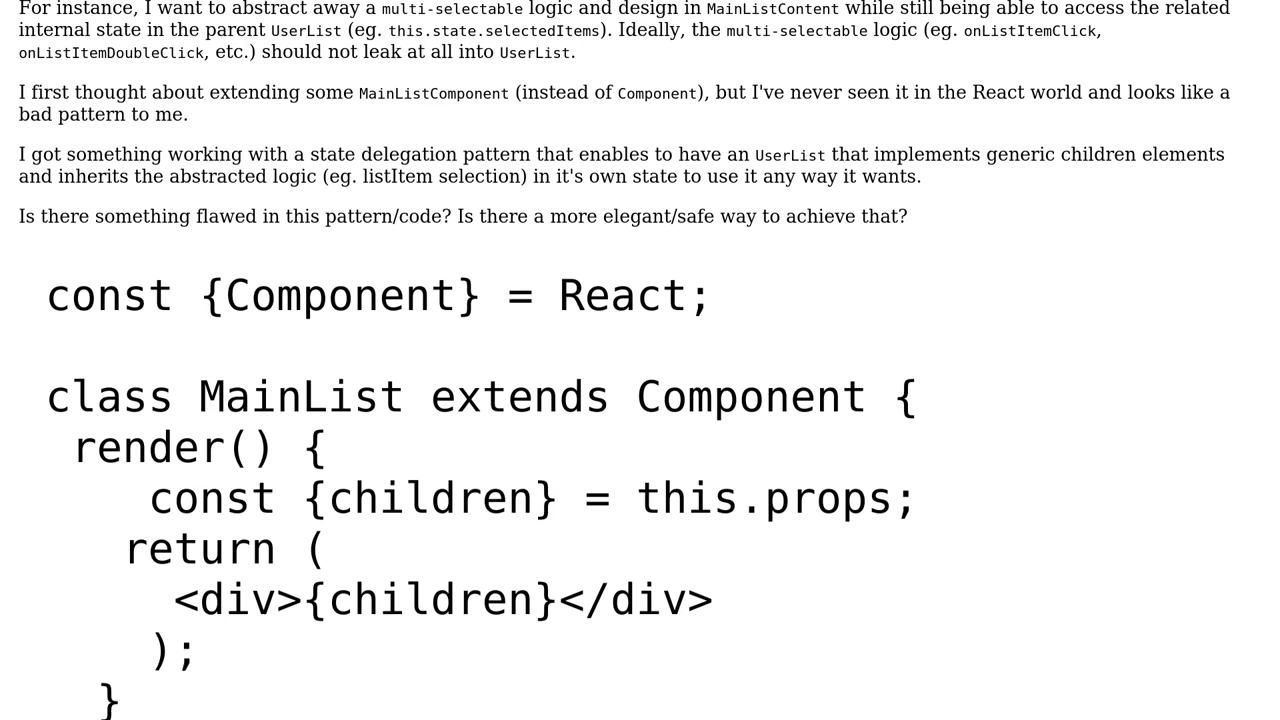 For instance, I want to abstract away a multi-selectable logic and design in MainListContent while still being able to access the related
internal state in the parent UserList (eg. this.state.selectedItems). Ideally, the multi-selectable logic (eg. onListItemClick,
onListItemDoubleClick, etc.) should not leak at all into UserList.
I first thought about extending some MainListComponent (instead of Component), but I've never seen it in the React world and looks like a
bad pattern to me.
I got something working with a state delegation pattern that enables to have an UserList that implements generic children elements
and inherits the abstracted logic (eg. listItem selection) in it's own state to use it any way it wants.
Is there something flawed in this pattern/code? Is there a more elegant/safe way to achieve that?
const {Component} = React;
class MainList extends Component {
render() {
const {children} = this.props;
return (
<div>{children}</div>
);
}